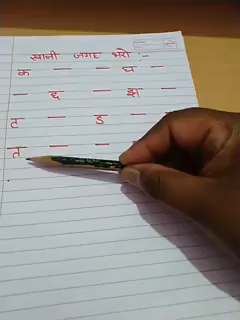 खाली जगह भरो :-
क — — घ —
— छ — झ —
ट — ड —
त — —